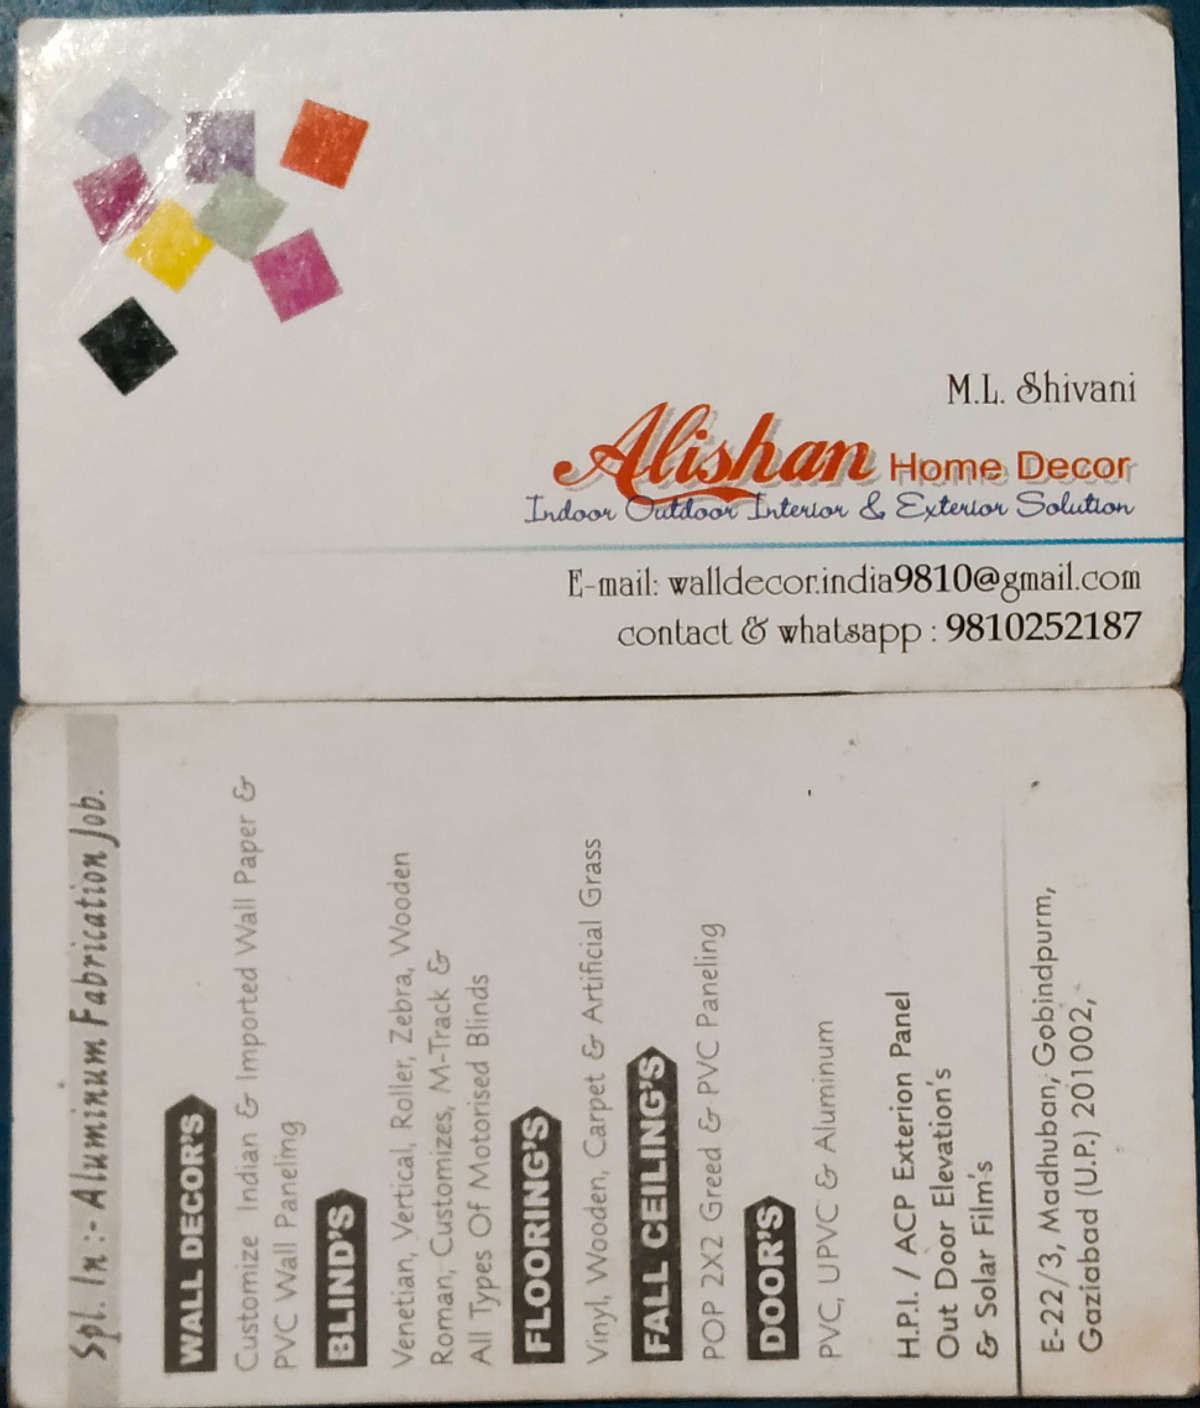 M.L. Shivani
Alishan Home Decor
Indoor Outdoor Interior & Exterior Solution
E-mail: walldecor.india9810@gmail.com
contact & whatsapp : 9810252187
Spl. In :- Aluminum Fabrication Job.
WALL DECOR'S
Customize Indian & Imported Wall Paper &
PVC Wall Paneling
BLIND'S
Venetian, Vertical, Roller, Zebra, Wooden
Roman, Customizes, M-Track &
All Types Of Motorised Blinds
FLOORING'S
Vinyl, Wooden, Carpet & Artificial Grass
FALL CEILING'S
POP 2X2 Greed & PVC Paneling
DOOR'S
PVC, UPVC & Aluminum
H.P.I. / ACP Exterion Panel
Out Door Elevation's
& Solar Film's
E-22/3, Madhuban, Gobindpurm,
Gaziabad (U.P.) 201002,